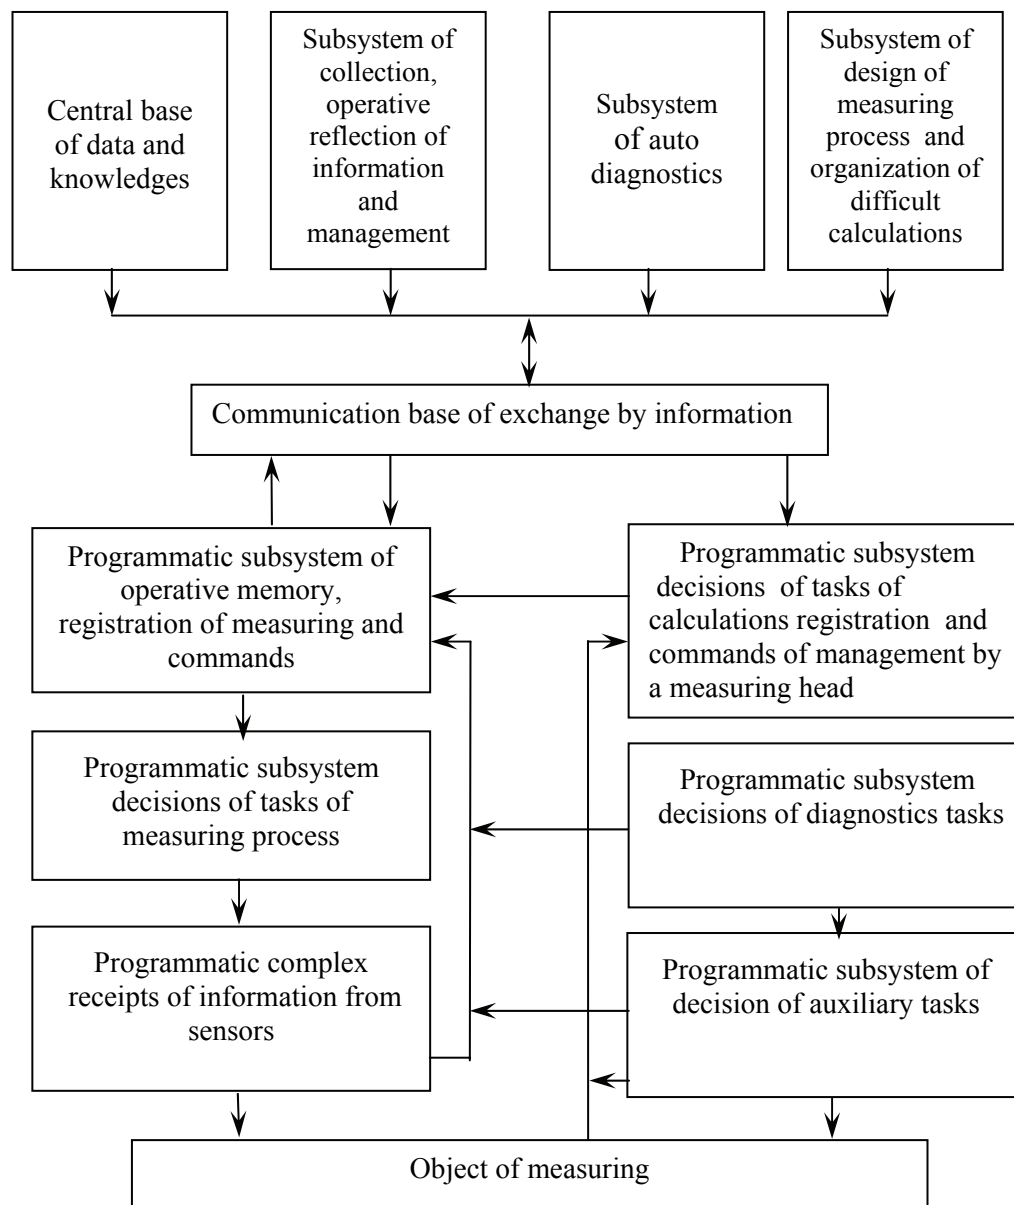 Central base
of data and
knowledges
Subsystem of
collection,
operative
reflection of
information
and
management
Subsystem
of auto
diagnostics
Subsystem of
design of
measuring
process and
organization of
difficult
calculations
Communication base of exchange by information
Programmatic subsystem of
operative memory,
registration of measuring and
commands
Programmatic subsystem
decisions of tasks of
calculations registration and
commands of management by
a measuring head
Programmatic subsystem
decisions of tasks of
measuring process
Programmatic subsystem
decisions of diagnostics tasks
Programmatic complex
receipts of information from
sensors
Programmatic subsystem of
decision of auxiliary tasks
Object of measuring